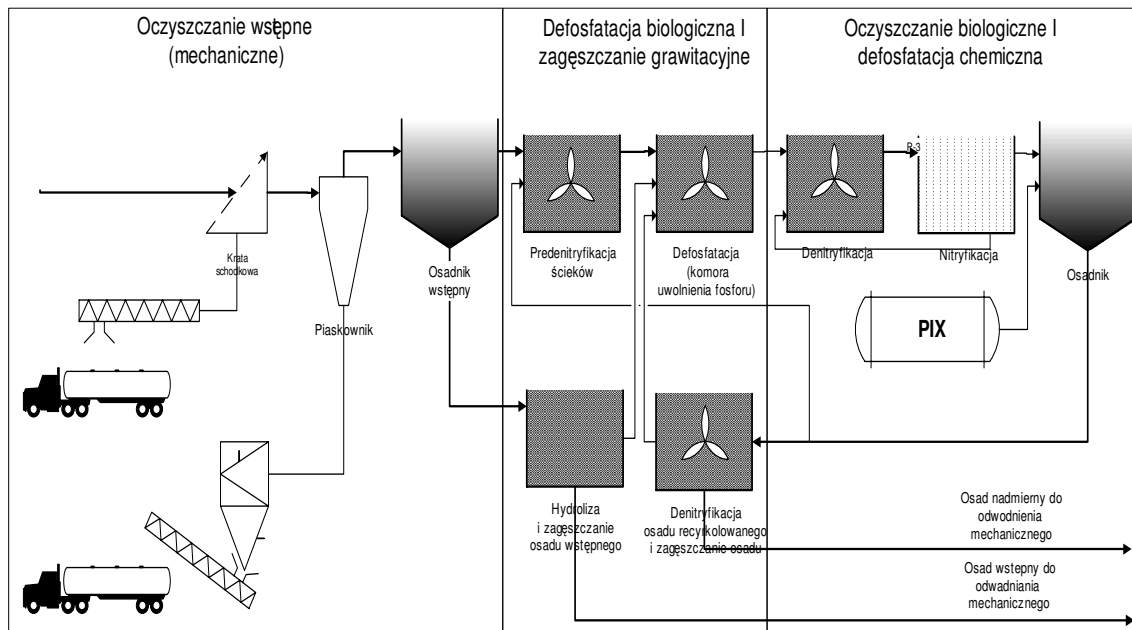 Oczyszczanie wstępne
(mechaniczne)
Defosfatacja biologiczna I
zagęszczanie grawitacyjne
Oczyszczanie biologiczne I
defosfatacja chemiczna
R-3
Krata
schodkowa
Osadnik
wstępny
Predenitryfikacja
ścieków
Defosfatacja
(komora
uwolnienia fosforu)
Denitryfikacja
Nitryfikacja
Osadnik
Piaskownik
PIX
Hydroliza
i zagęszczanie
osadu wstępnego
Denitryfikacja
osadu recyrkolowanego
i zagęszczanie osadu
Osad nadmierny do
odwodnienia
mechanicznego
Osad wstepny do
odwadniania
mechanicznego